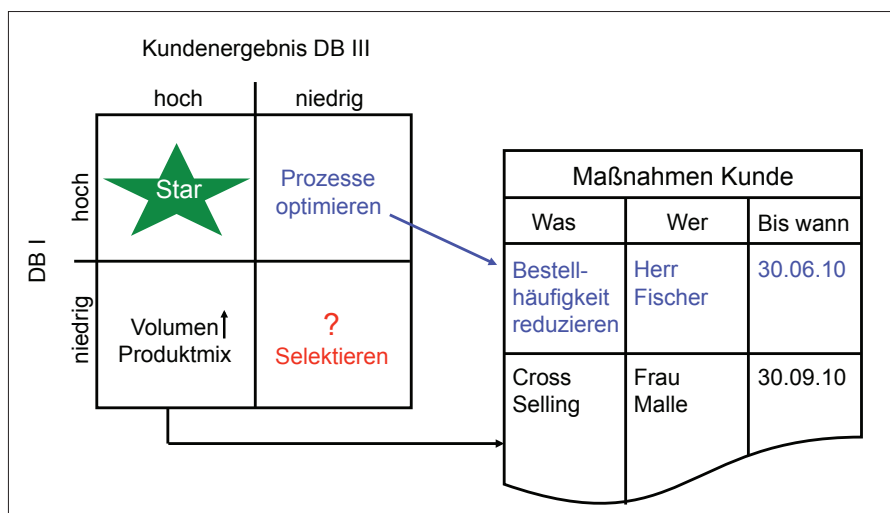 Kundenergebnis DB III
hoch
niedrig
DB I
hoch
Star
Prozesse
optimieren
niedrig
Volumen
Produktmix
?
Selektieren
Maßnahmen Kunde
Was
Wer
Bis wann
Bestell-
häufigkeit
reduzieren
Herr
Fischer
30.06.10
Cross
Selling
Frau
Malle
30.09.10